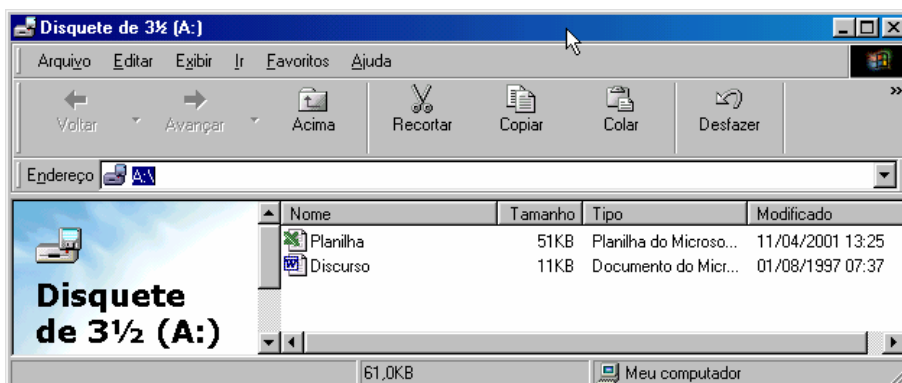 Disquete de 3½ (A:)
Arquivo Editar Exibir Ir Favoritos Ajuda
Voltar Avançar Acima Recortar Copiar Colar Desfazer »
Endereço A:\
Nome Tamanho Tipo Modificado
Planilha 51KB Planilha do Microso... 11/04/2001 13:25
Discurso 11KB Documento do Micr... 01/08/1997 07:37
Disquete
de 3½ (A:)
61,0KB Meu computador